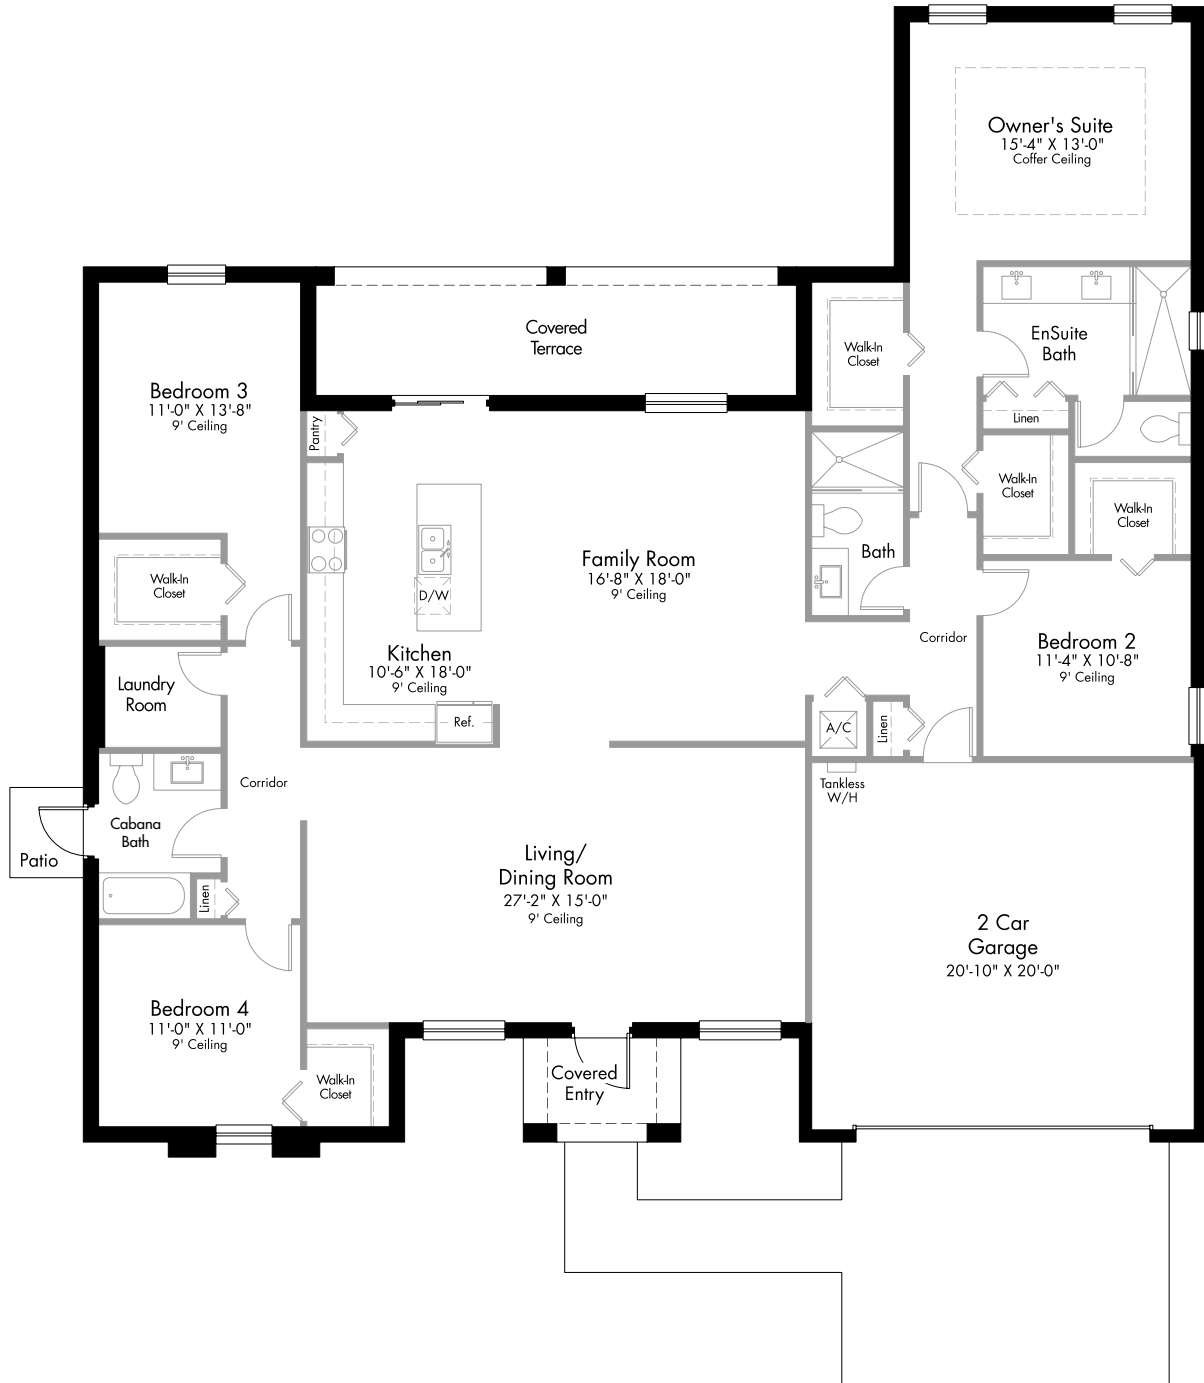 Owner's Suite
15'-4" X 13'-0"
Coffer Ceiling
Covered
Terrace
Walk-In
Closet
EnSuite
Bath
Linen
Bedroom 3
11'-0" X 13'-8"
9' Ceiling
Pantry
Walk-In
Closet
Walk-In
Closet
Walk-In
Closet
D/W
Family Room
16'-8" X 18'-0"
9' Ceiling
Bath
Kitchen
10'-6" X 18'-0"
9' Ceiling
Corridor
Bedroom 2
11'-4" X 10'-8"
9' Ceiling
Laundry
Room
Ref.
A/C
Linen
Corridor
Tankless
W/H
Cabana
Bath
Patio
Linen
Living/
Dining Room
27'-2" X 15'-0"
9' Ceiling
2 Car
Garage
20'-10" X 20'-0"
Bedroom 4
11'-0" X 11'-0"
9' Ceiling
Walk-In
Closet
Covered
Entry